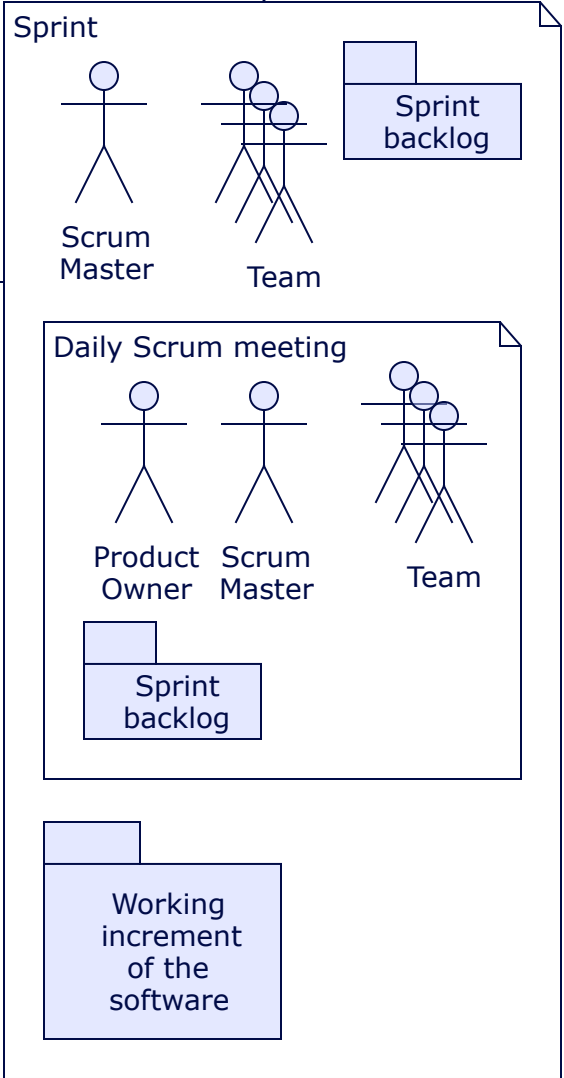 Sprint
Scrum
Master
Team
Sprint
backlog
Daily Scrum meeting
Product
Owner
Scrum
Master
Team
Sprint
backlog
Working
increment
of the
software